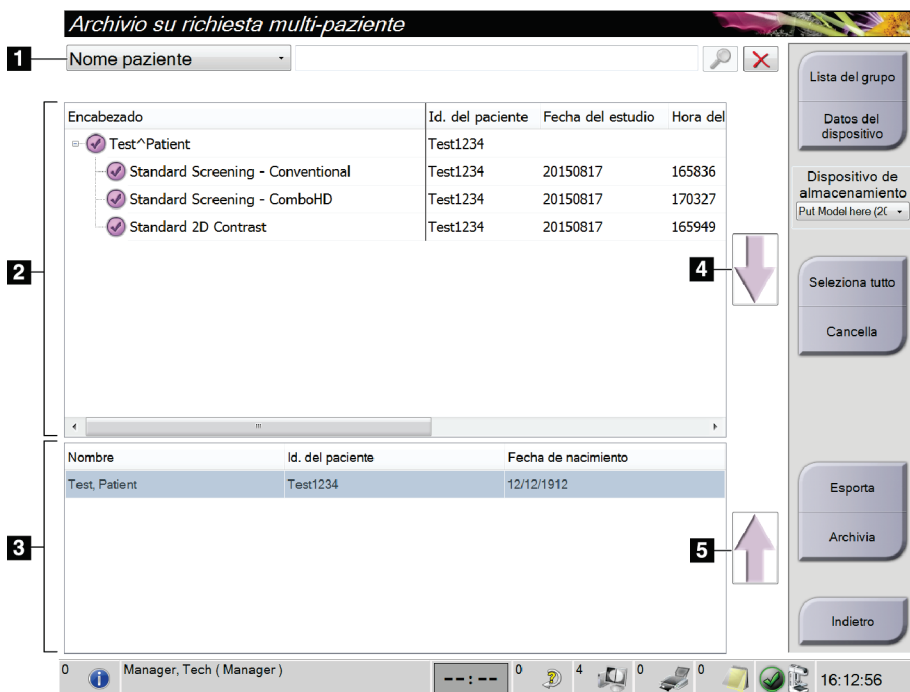 Archivio su richiesta multi-paziente
1
Nome paziente
Lista del grupo
Datos del
dispositivo
Dispositivo de
almacenamiento
Put Model here (20
2
Encabezado Id. del paciente Fecha del estudio Hora del
Test^Patient Test1234
Standard Screening - Conventional Test1234 20150817 165836
Standard Screening - ComboHD Test1234 20150817 170327
Standard 2D Contrast Test1234 20150817 165949
4
Seleziona tutto
Cancella
3
Nombre Id. del paciente Fecha de nacimiento
Test, Patient Test1234 12/12/1912
5
Esporta
Archivia
Indietro
0 Manager, Tech ( Manager ) --:-- 0 4 0 0 16:12:56